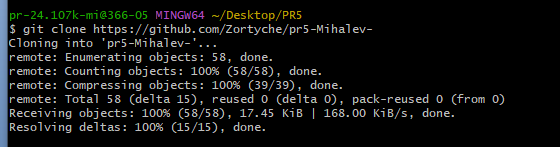 pr-24.107k-mi@366-05 MINGW64 ~/Desktop/PR5
$ git clone https://github.com/Zortyche/pr5-Mihalev-
Cloning into 'pr5-Mihalev-'...
remote: Enumerating objects: 58, done.
remote: Counting objects: 100% (58/58), done.
remote: Compressing objects: 100% (39/39), done.
remote: Total 58 (delta 15), reused 0 (delta 0), pack-reused 0 (from 0)
Receiving objects: 100% (58/58), 17.45 KiB | 168.00 KiB/s, done.
Resolving deltas: 100% (15/15), done.